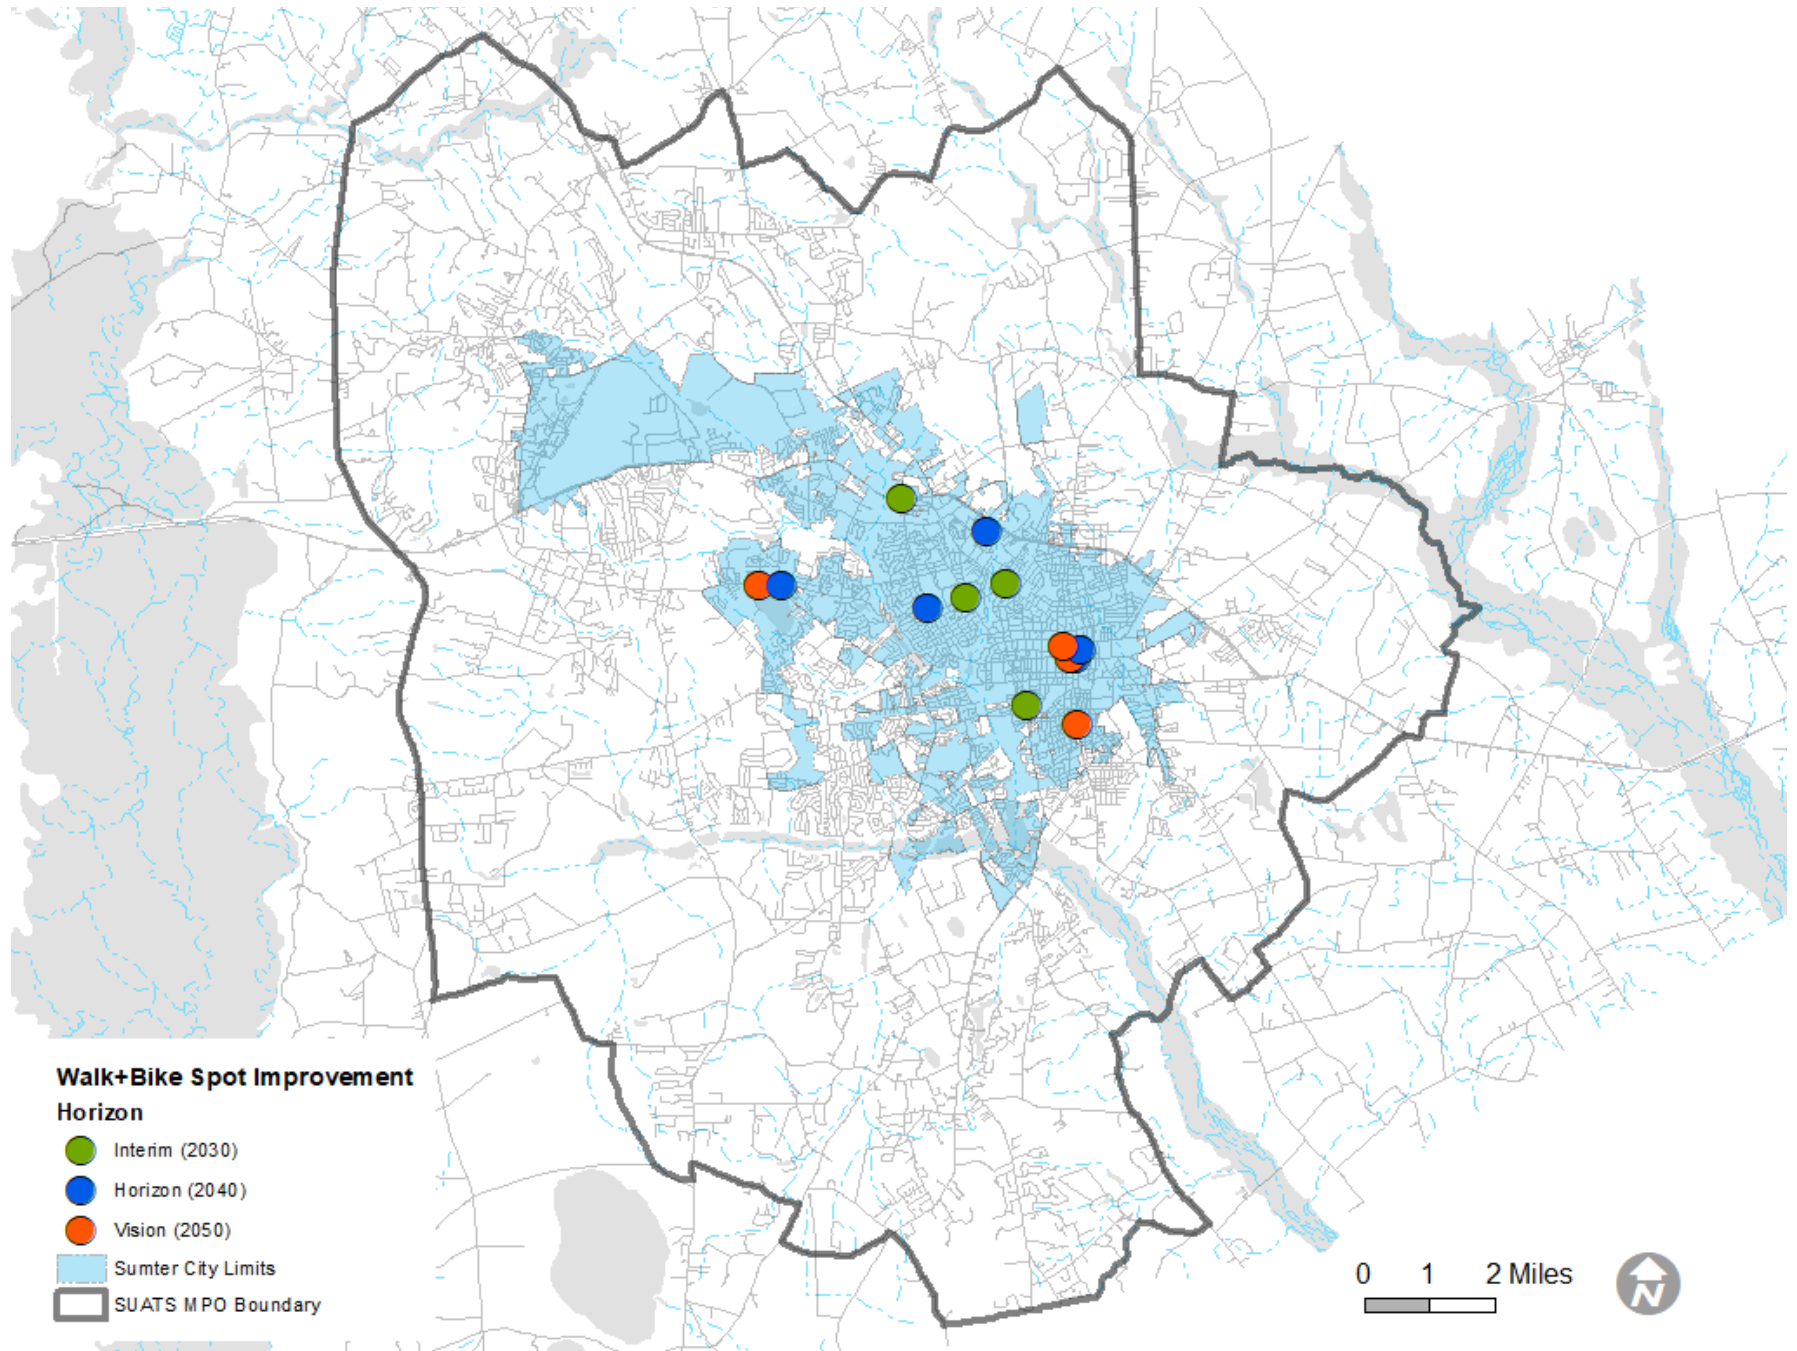 Walk+Bike Spot Improvement
Horizon
Interim (2030)
Horizon (2040)
Vision (2050)
Sumter City Limits
SUATS MPO Boundary
0 1 2 Miles
N